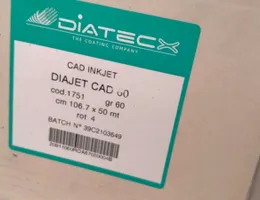 DIATECX
THE COATING COMPANY
CAD INKJET
DIAJET CAD 60
cod. 1751 gr 60
cm 106.7 x 50 mt
rot 4
BATCH N° 39C2103649